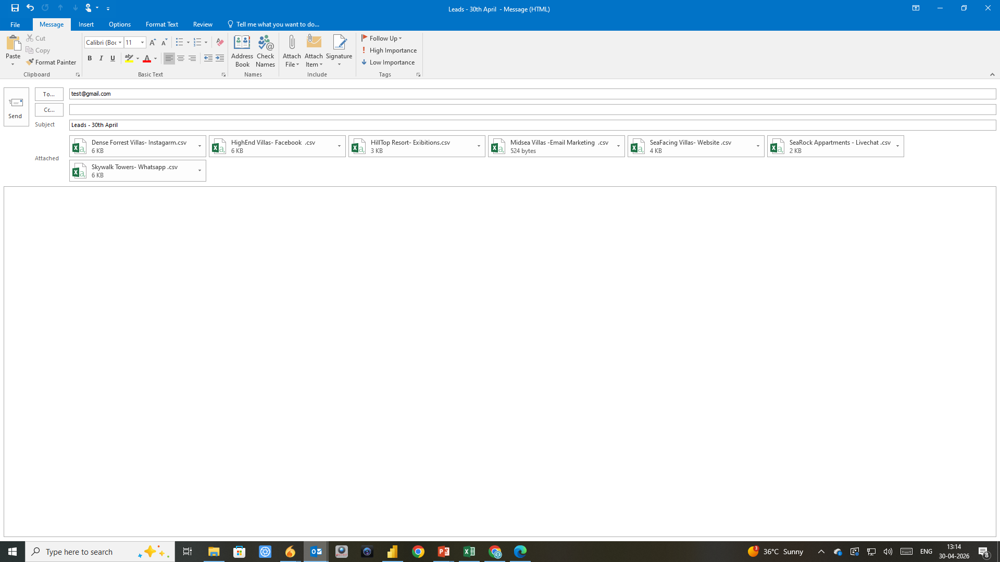 Leads - 30th April - Message (HTML)
File Message Insert Options Format Text Review Tell me what you want to do...
Paste
Cut
Copy
Format Painter
Clipboard
Calibri (Boc 11
B I U
Basic Text
Address Book
Check Names
Names
Attach File
Attach Item
Signature
Include
Follow Up
High Importance
Low Importance
Tags
Send
To... test@gmail.com
Cc...
Subject Leads - 30th April
Attached
Dense Forrest Villas- Instagarm.csv
6 KB
HighEnd Villas- Facebook .csv
6 KB
HillTop Resort- Exibitions.csv
3 KB
Midsea Villas -Email Marketing .csv
524 bytes
SeaFacing Villas- Website .csv
4 KB
SeaRock Appartments - Livechat .csv
2 KB
Skywalk Towers- Whatsapp .csv
6 KB
Type here to search
3
36°C Sunny
ENG
13:14
30-04-2026
8